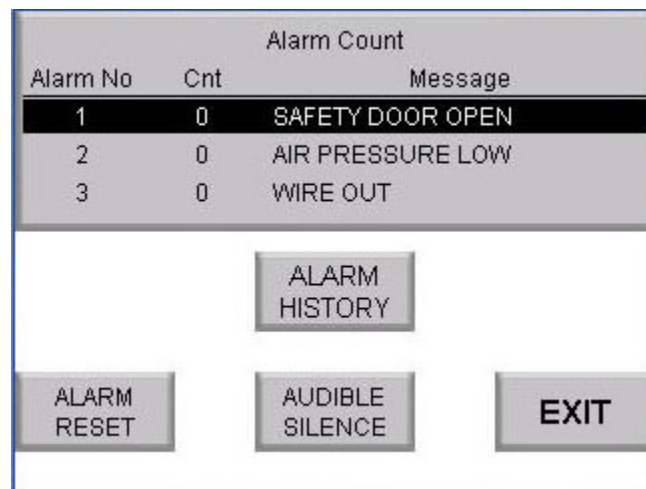 Alarm Count
Alarm No Cnt Message
1 0 SAFETY DOOR OPEN
2 0 AIR PRESSURE LOW
3 0 WIRE OUT
ALARM
HISTORY
ALARM
RESET
AUDIBLE
SILENCE
EXIT